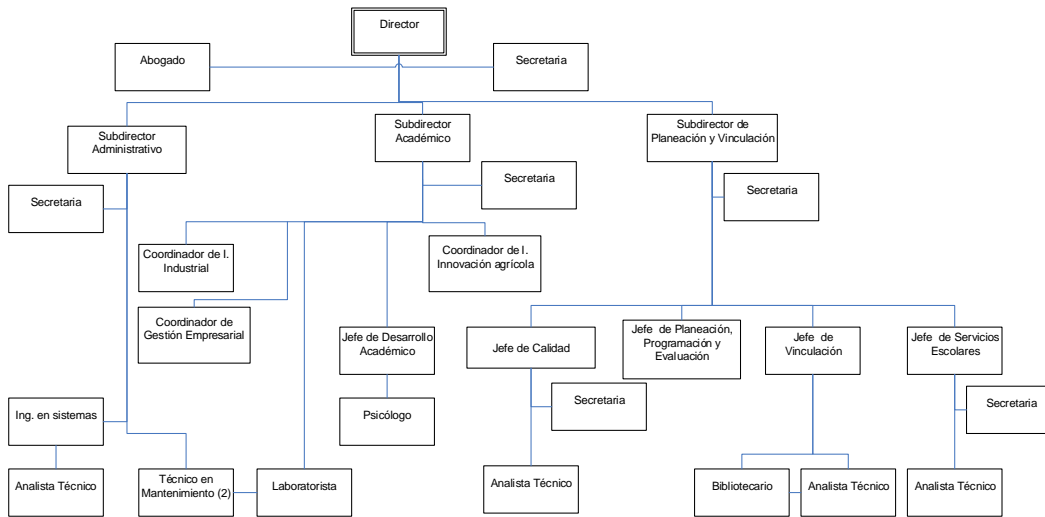 Director
Abogado
Secretaria
Subdirector
Administrativo
Subdirector
Académico
Subdirector de
Planeación y Vinculación
Secretaria
Secretaria
Secretaria
Coordinador de I.
Industrial
Coordinador de I.
Innovación agrícola
Coordinador de
Gestión Empresarial
Jefe de Desarrollo
Académico
Jefe de Calidad
Jefe de Planeación,
Programación y
Evaluación
Jefe de
Vinculación
Jefe de Servicios
Escolares
Ing. en sistemas
Psicólogo
Secretaria
Secretaria
Analista Técnico
Técnico en
Mantenimiento (2)
Laboratorista
Analista Técnico
Bibliotecario
Analista Técnico
Analista Técnico